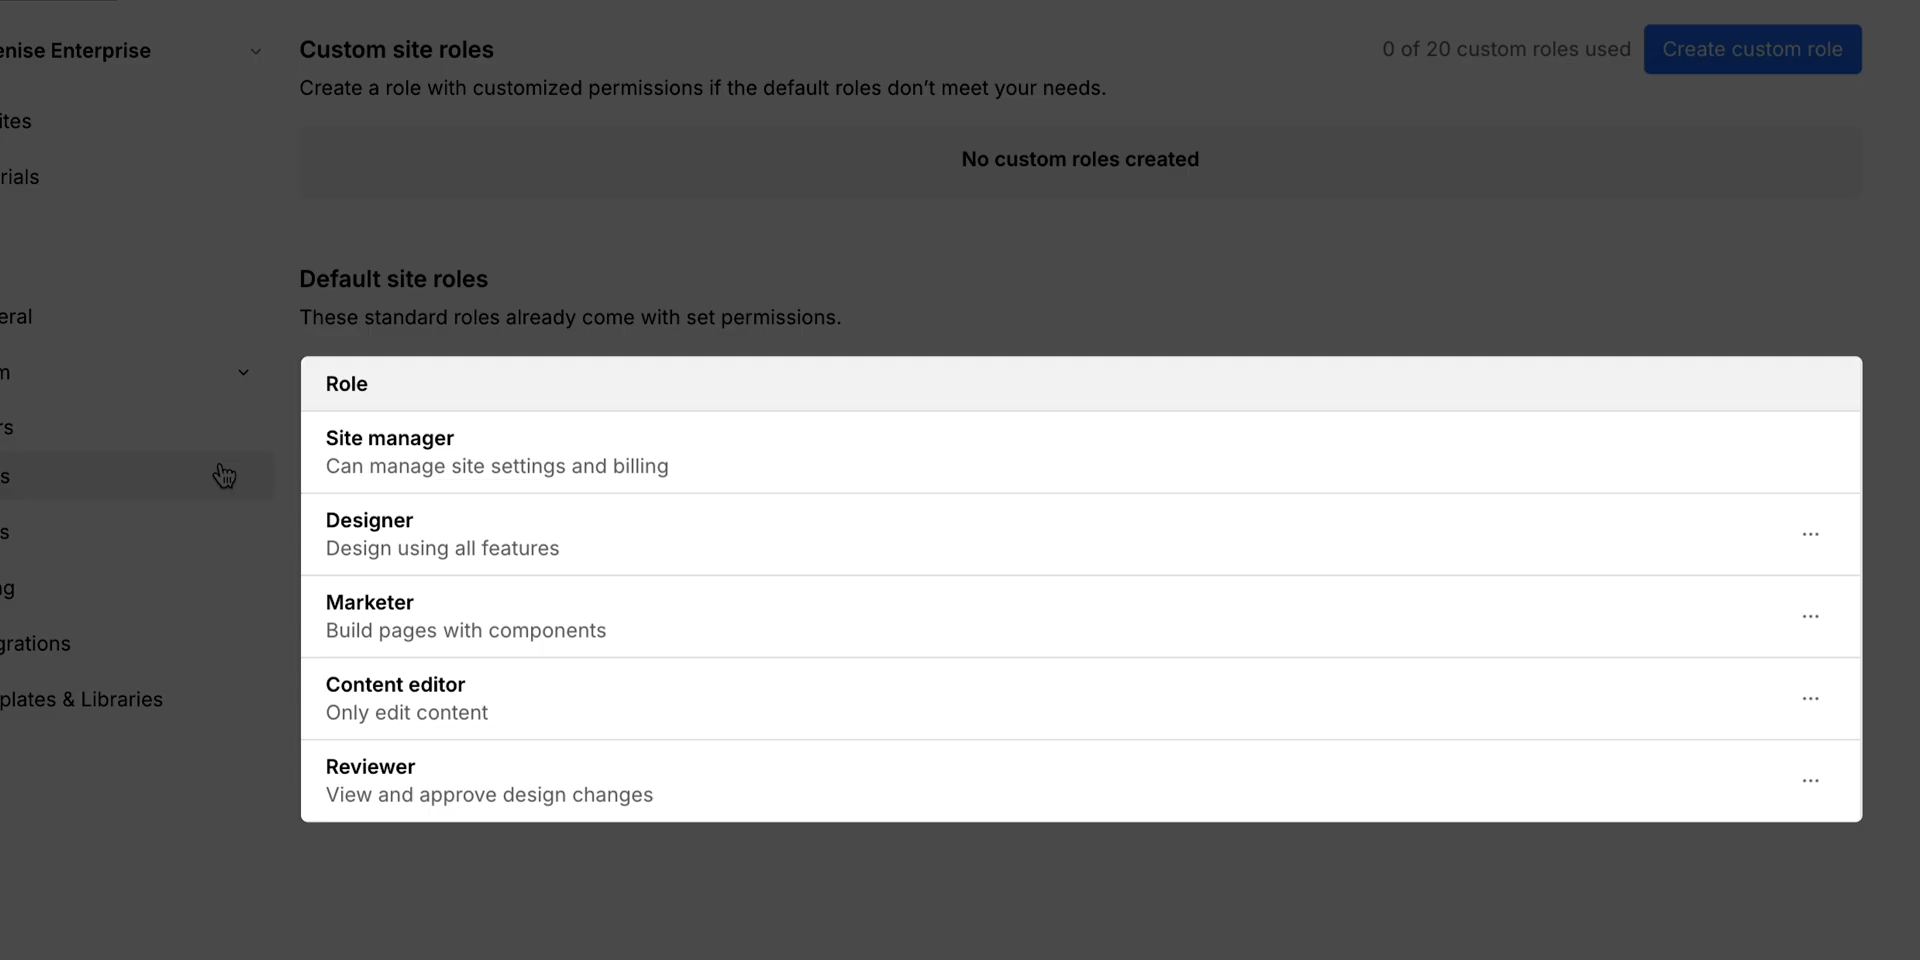 enise Enterprise
ites
rials
eral
m
rs
s
s
ng
grations
plates & Libraries
Custom site roles
0 of 20 custom roles used
Create custom role
Create a role with customized permissions if the default roles don’t meet your needs.
No custom roles created
Default site roles
These standard roles already come with set permissions.
Role
Site manager
Can manage site settings and billing
Designer
Design using all features
Marketer
Build pages with components
Content editor
Only edit content
Reviewer
View and approve design changes